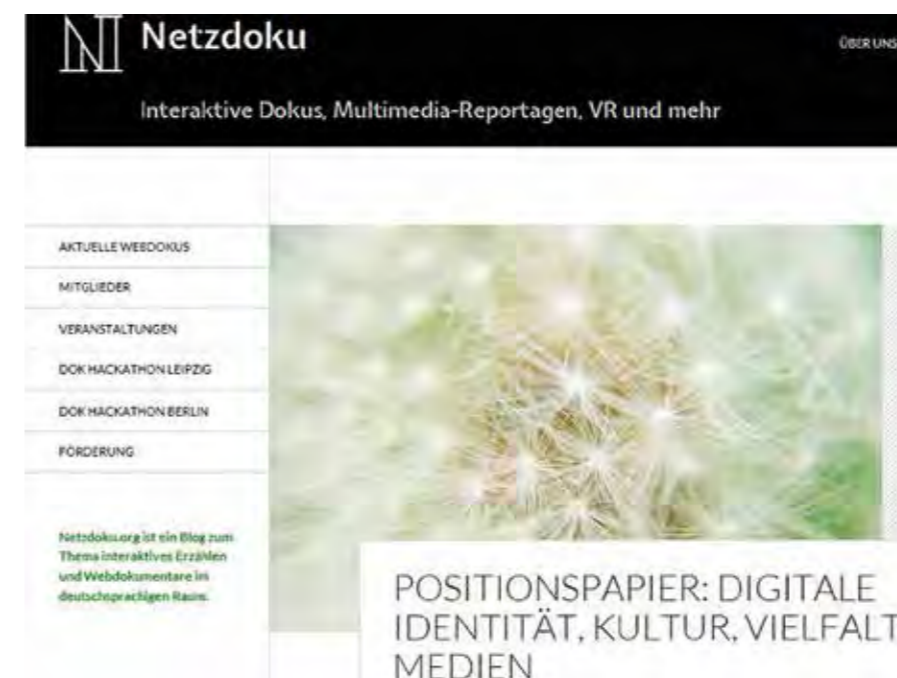 Netzdoku
ÜBER UNS
Interaktive Dokus, Multimedia-Reportagen, VR und mehr
AKTUELLE WEBDOKUS
MITGLIEDER
VERANSTALTUNGEN
DOK HACKATHON LEIPZIG
DOK HACKATHON BERLIN
FÖRDERUNG
Netzdoku.org ist ein Blog zum
Thema interaktives Erzählen
und Webdokumentare im
deutschsprachigen Raum.
POSITIONSPAPIER: DIGITALE
IDENTITÄT, KULTUR, VIELFALT
MEDIEN